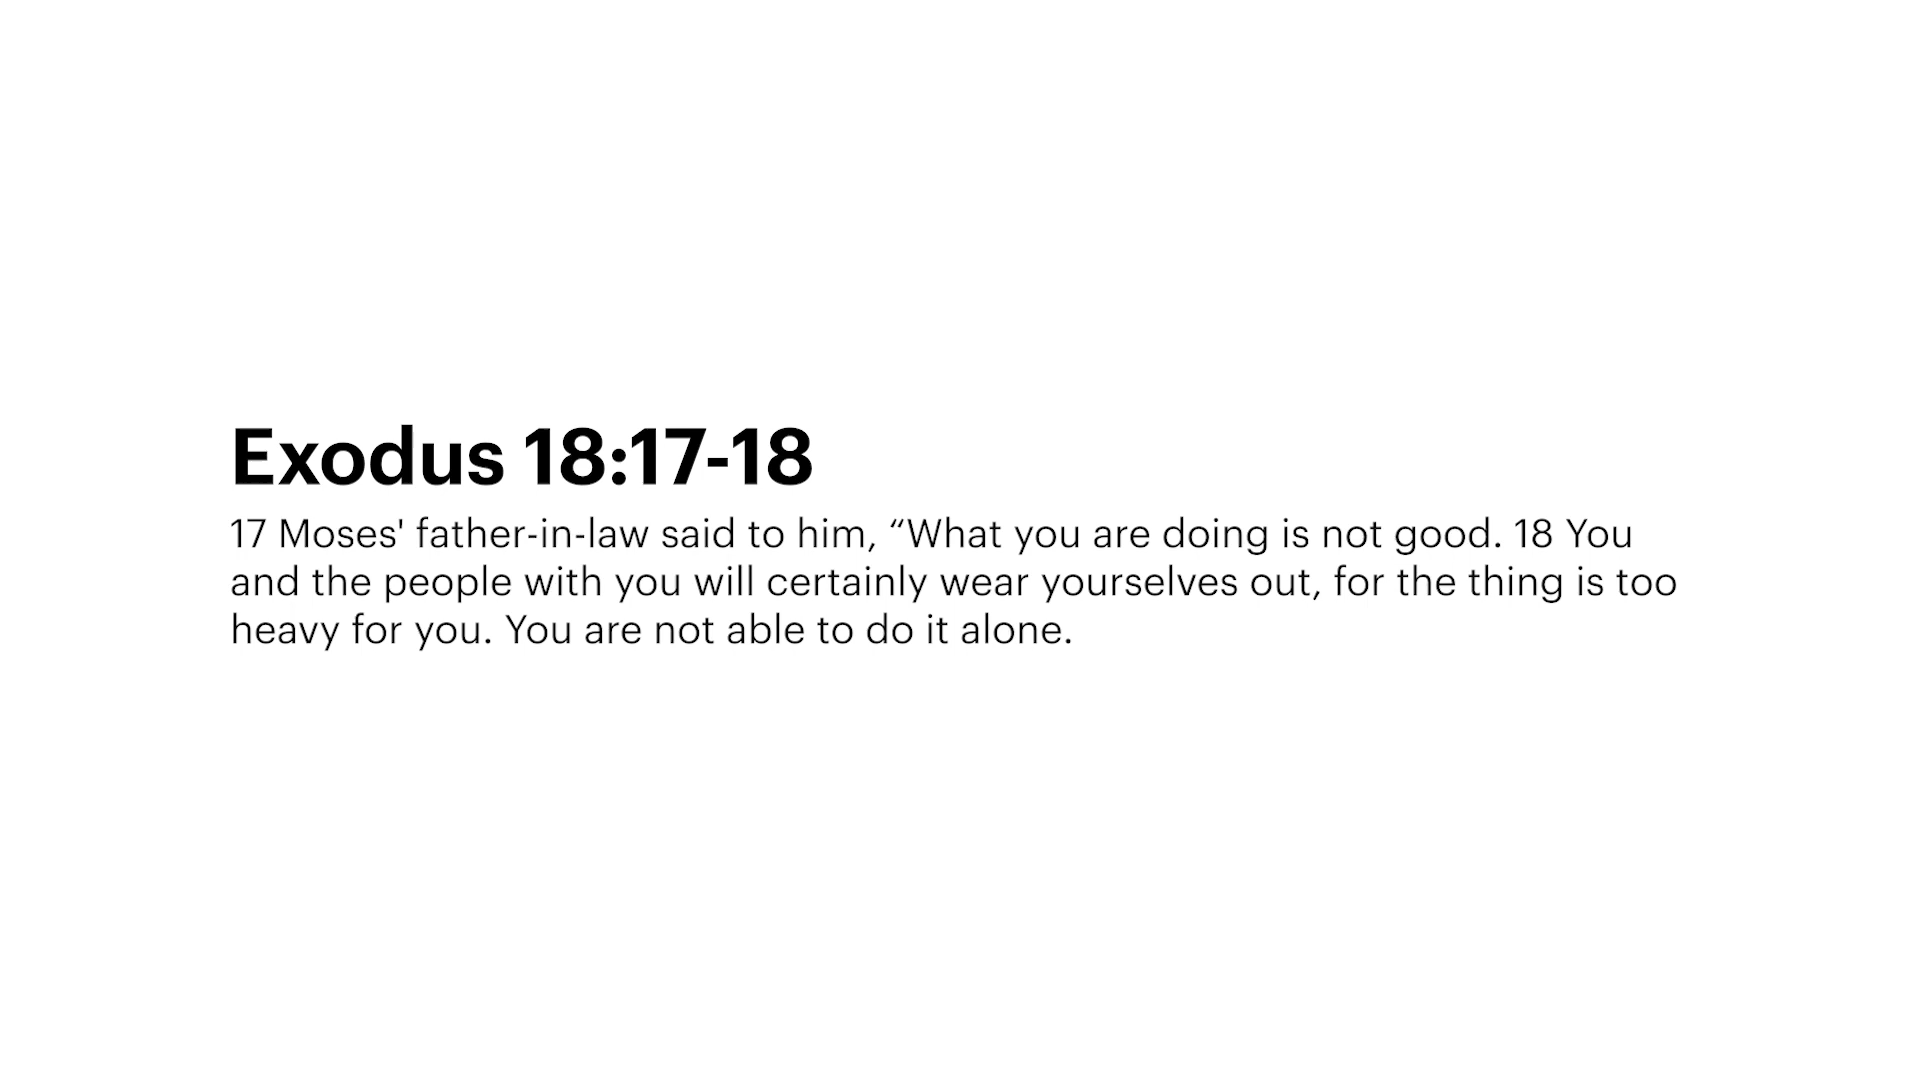 Exodus 18:17-18
17 Moses' father-in-law said to him, “What you are doing is not good. 18 You
and the people with you will certainly wear yourselves out, for the thing is too
heavy for you. You are not able to do it alone.